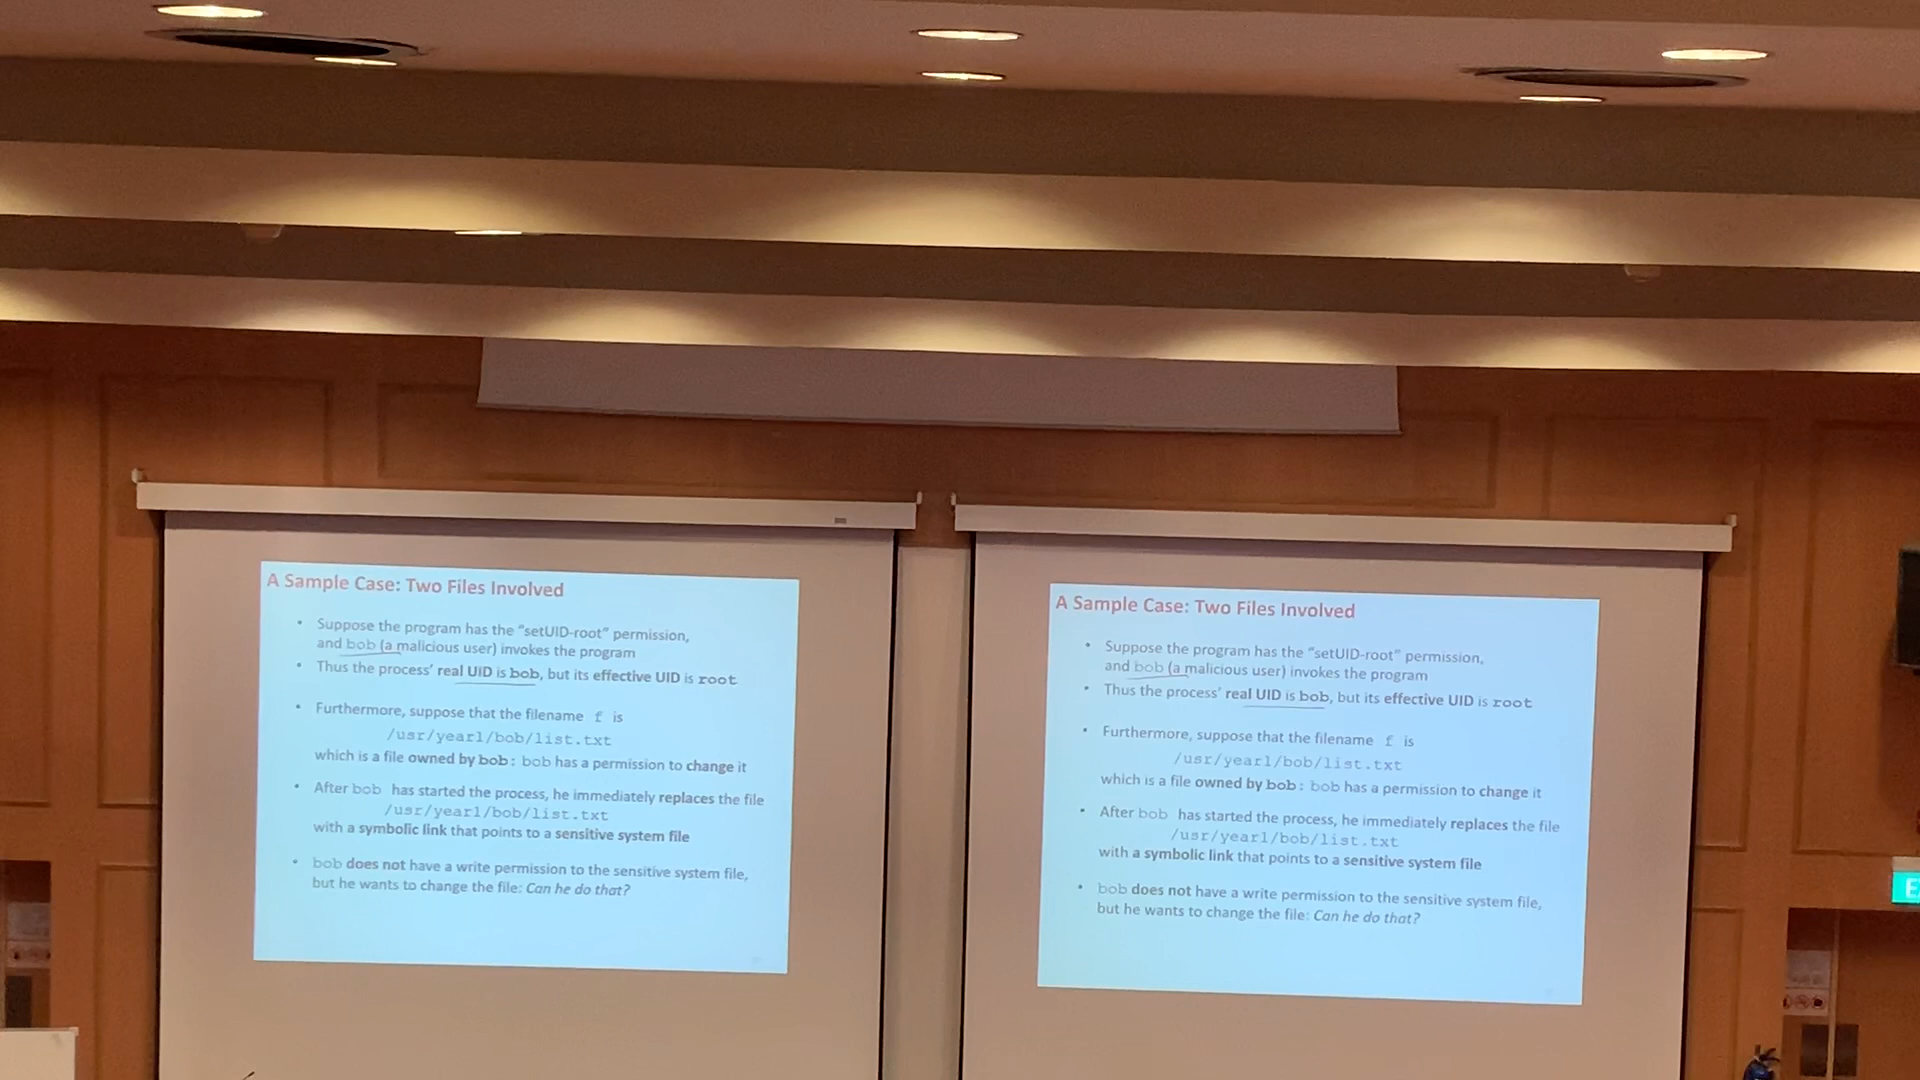 A Sample Case: Two Files Involved
• Suppose the program has the "setUID-root" permission,
and bob (a malicious user) invokes the program
• Thus the process' real UID is bob, but its effective UID is root
• Furthermore, suppose that the filename f is
/usr/year1/bob/list.txt
which is a file owned by bob: bob has a permission to change it
• After bob has started the process, he immediately replaces the file
/usr/year1/bob/list.txt
with a symbolic link that points to a sensitive system file
• bob does not have a write permission to the sensitive system file,
but he wants to change the file: Can he do that?
A Sample Case: Two Files Involved
• Suppose the program has the "setUID-root" permission,
and bob (a malicious user) invokes the program
• Thus the process' real UID is bob, but its effective UID is root
• Furthermore, suppose that the filename f is
/usr/year1/bob/list.txt
which is a file owned by bob: bob has a permission to change it
• After bob has started the process, he immediately replaces the file
/usr/year1/bob/list.txt
with a symbolic link that points to a sensitive system file
• bob does not have a write permission to the sensitive system file,
but he wants to change the file: Can he do that?
E